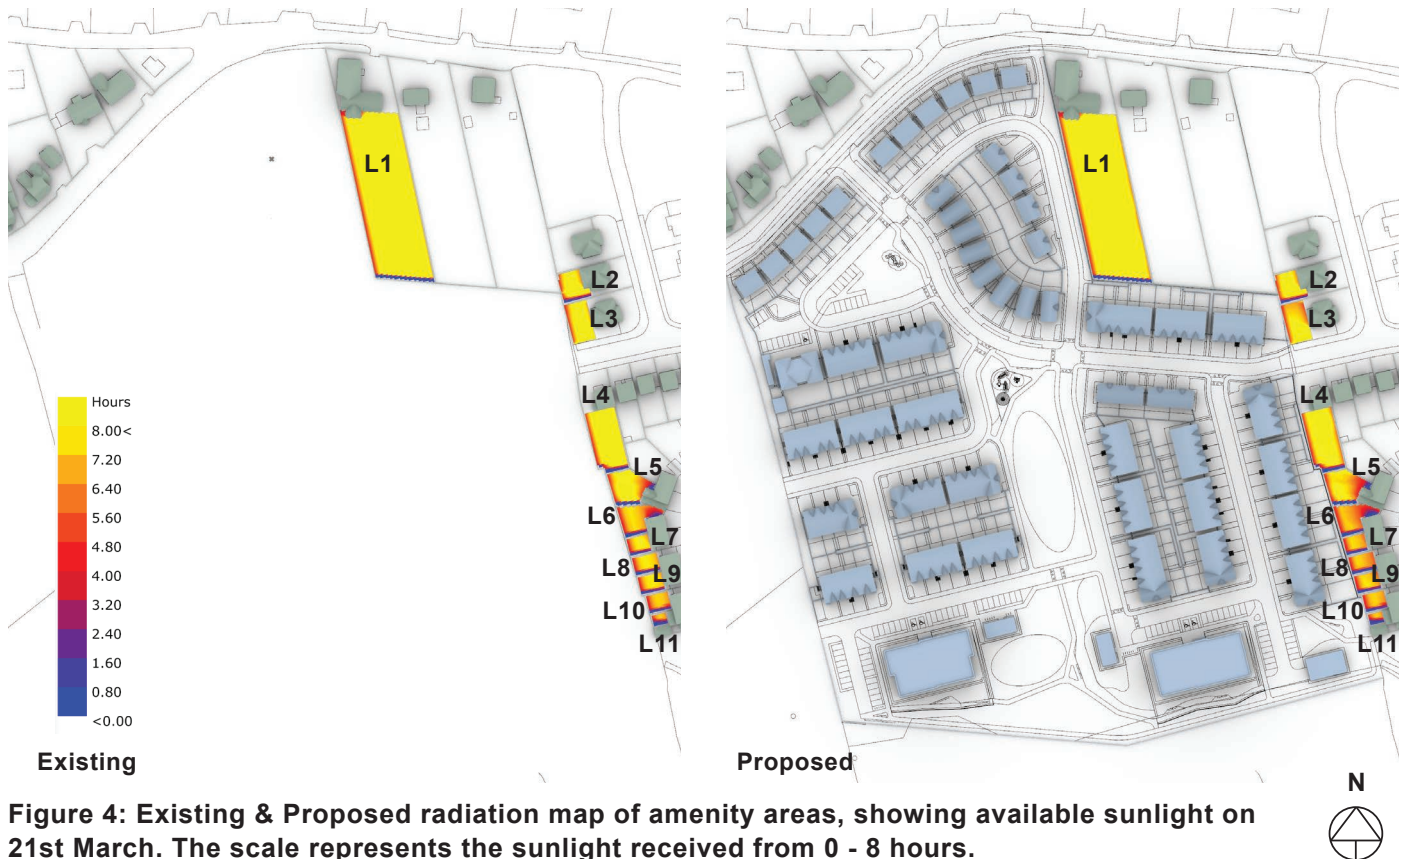 L1
L2
L3
L4
L5
L6
L7
L8
L9
L10
L11
Hours
8.00<
7.20
6.40
5.60
4.80
4.00
3.20
2.40
1.60
0.80
<0.00
Existing
L1
L2
L3
L4
L5
L6
L7
L8
L9
L10
L11
Proposed
N
Figure 4: Existing & Proposed radiation map of amenity areas, showing available sunlight on
21st March. The scale represents the sunlight received from 0 - 8 hours.